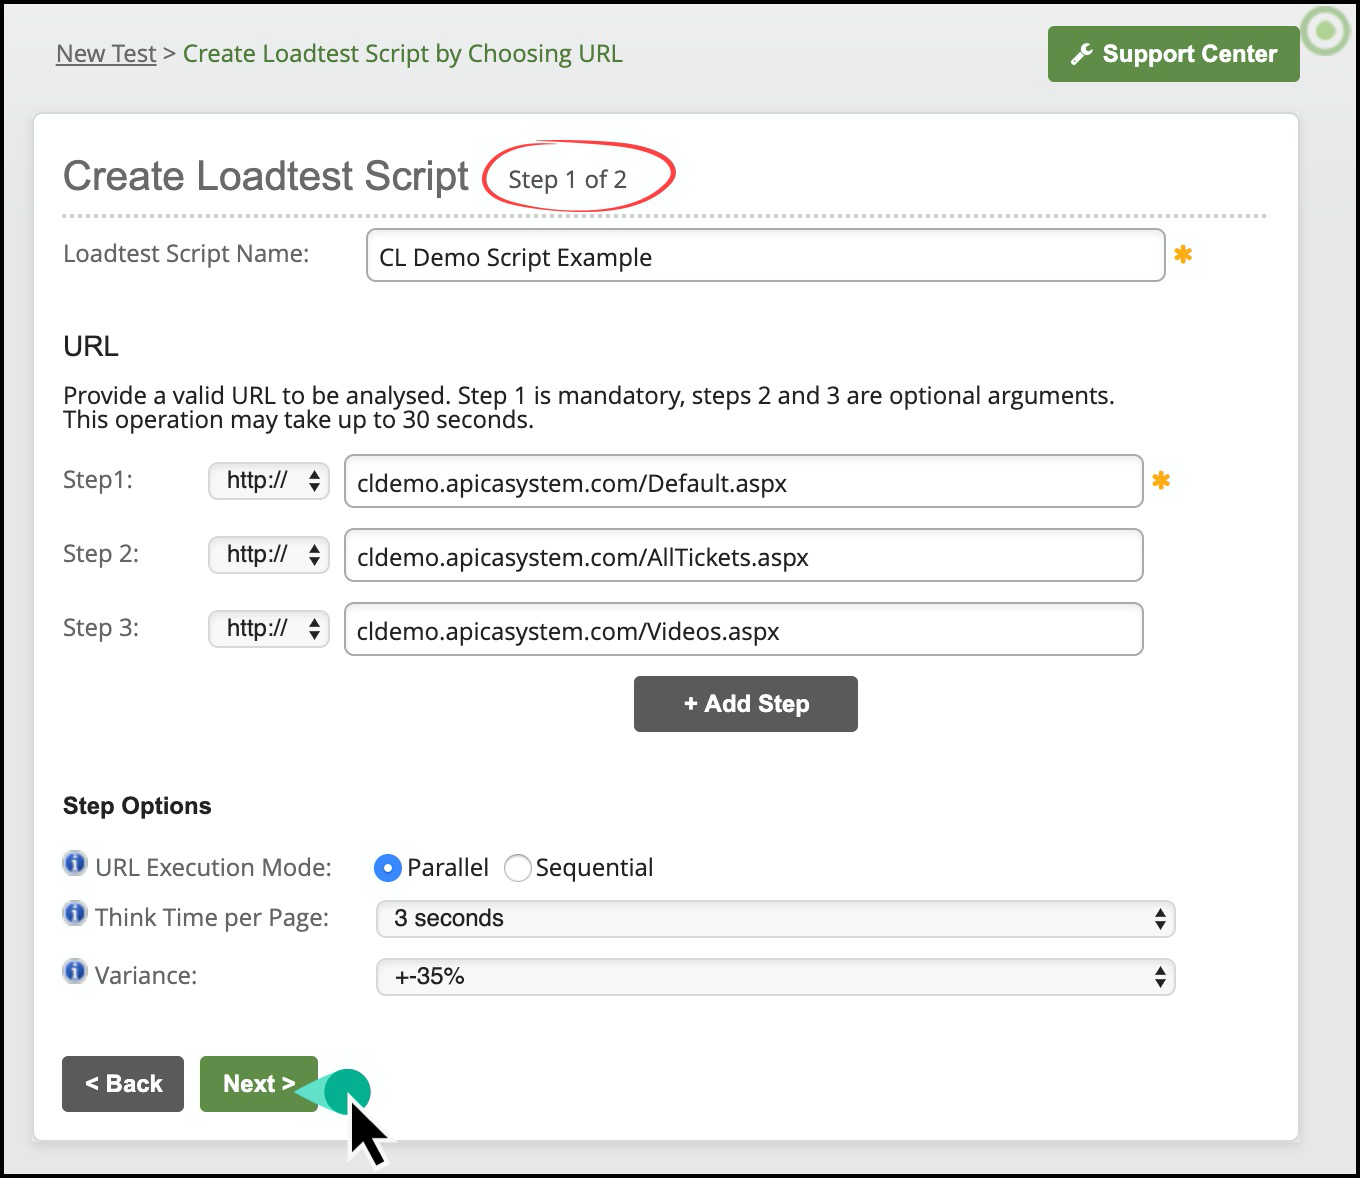 New Test > Create Loadtest Script by Choosing URL
Support Center
Create Loadtest Script Step 1 of 2
Loadtest Script Name: CL Demo Script Example *
URL
Provide a valid URL to be analysed. Step 1 is mandatory, steps 2 and 3 are optional arguments.
This operation may take up to 30 seconds.
Step1: http:// cldemo.apicasystem.com/Default.aspx *
Step 2: http:// cldemo.apicasystem.com/AllTickets.aspx
Step 3: http:// cldemo.apicasystem.com/Videos.aspx
+ Add Step
Step Options
i URL Execution Mode: Parallel Sequential
i Think Time per Page: 3 seconds
i Variance: +-35%
< Back Next >